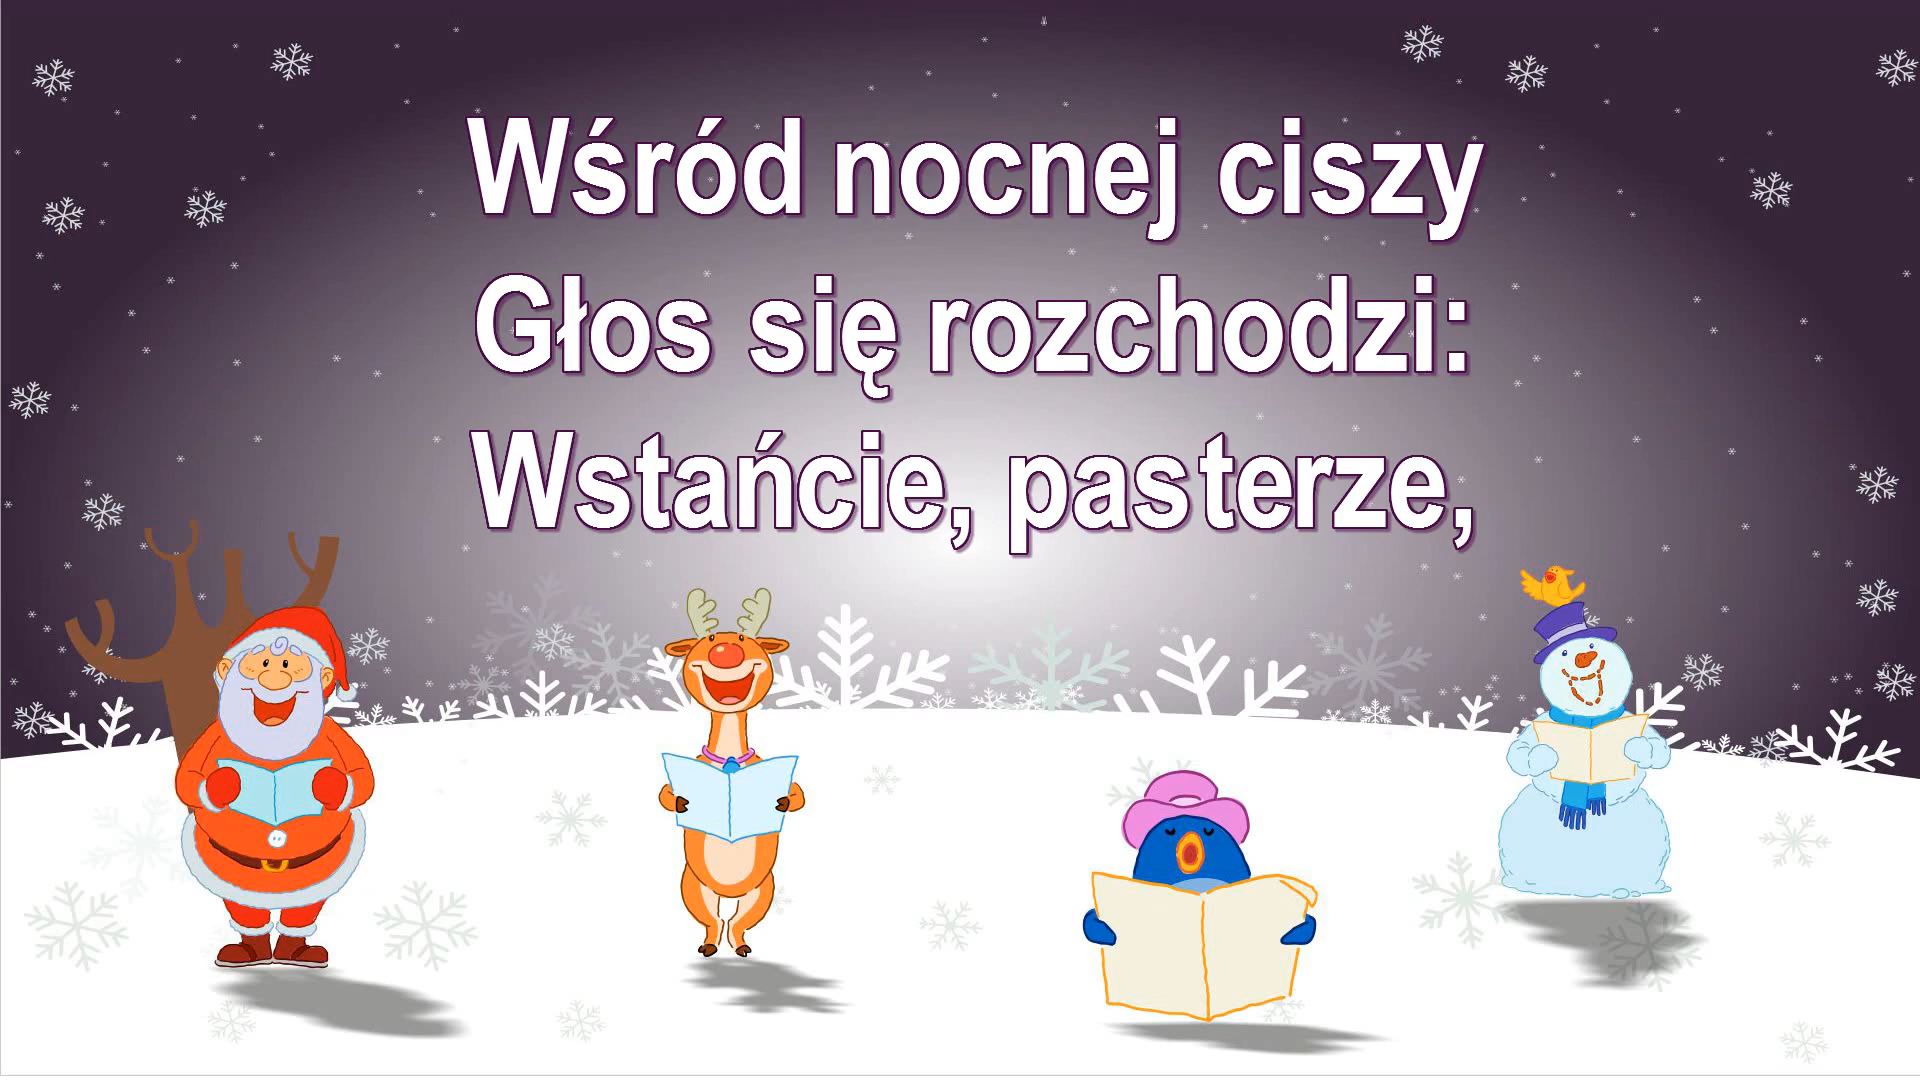 Wśród nocnej ciszy
Głos się rozchodzi:
Wstańcie, pasterze,